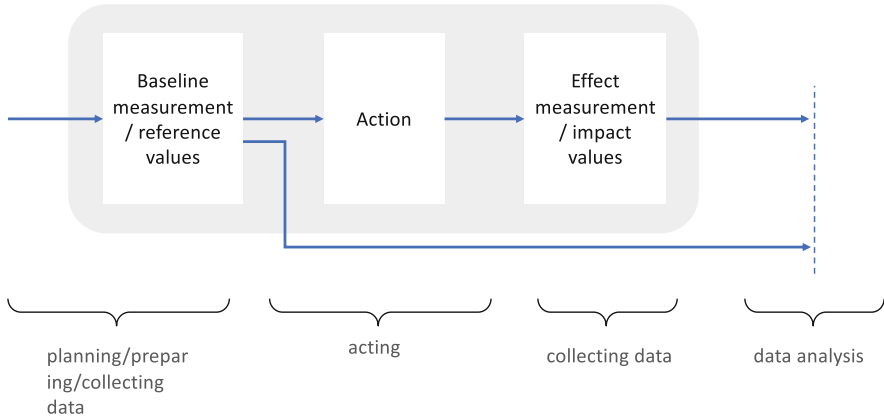 Baseline
measurement
/ reference
values
Action
Effect
measurement
/ impact
values
planning/prepar
ing/collecting
data
acting
collecting data
data analysis